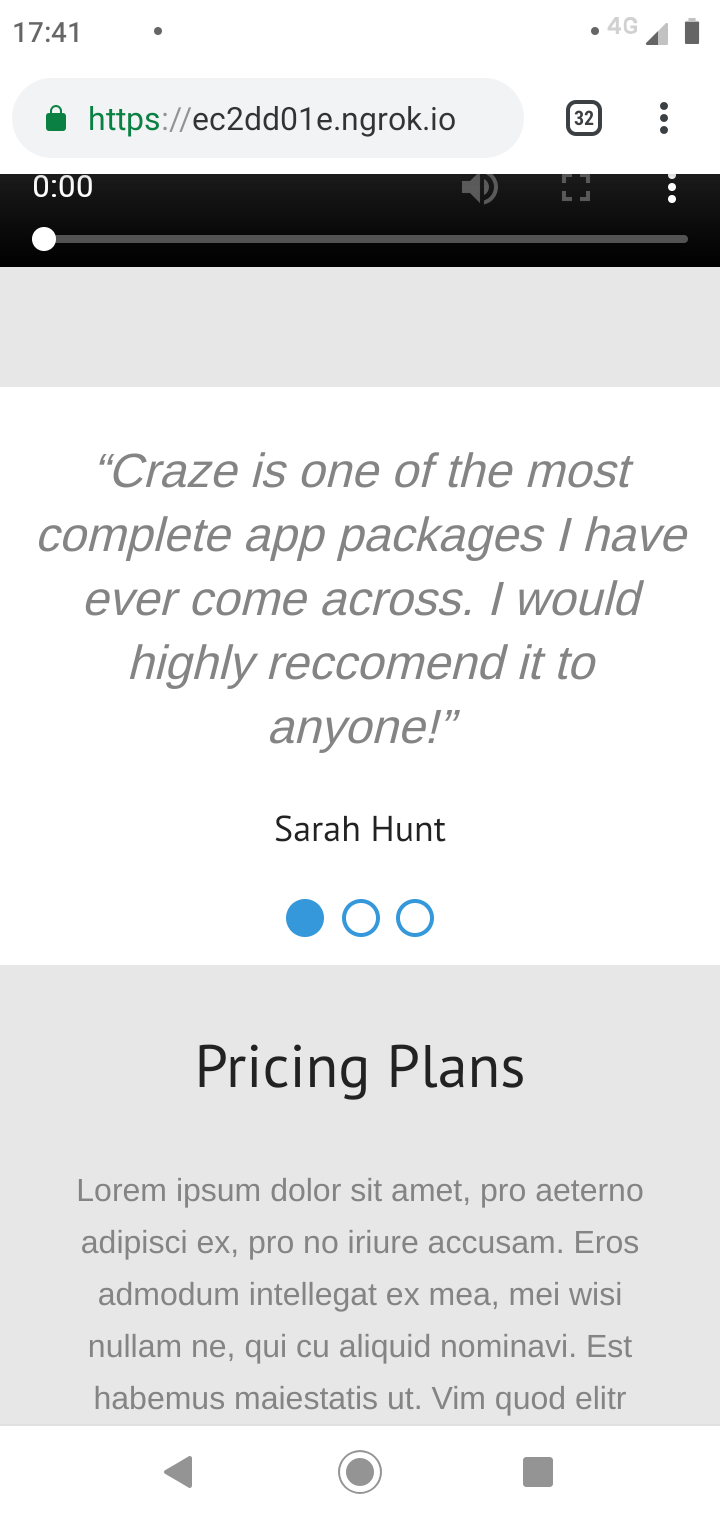 17:41
4G
https://ec2dd01e.ngrok.io
32
0:00
“Craze is one of the most
complete app packages I have
ever come across. I would
highly reccomend it to
anyone!”
Sarah Hunt
Pricing Plans
Lorem ipsum dolor sit amet, pro aeterno
adipisci ex, pro no iriure accusam. Eros
admodum intellegat ex mea, mei wisi
nullam ne, qui cu aliquid nominavi. Est
habemus maiestatis ut. Vim quod elitr